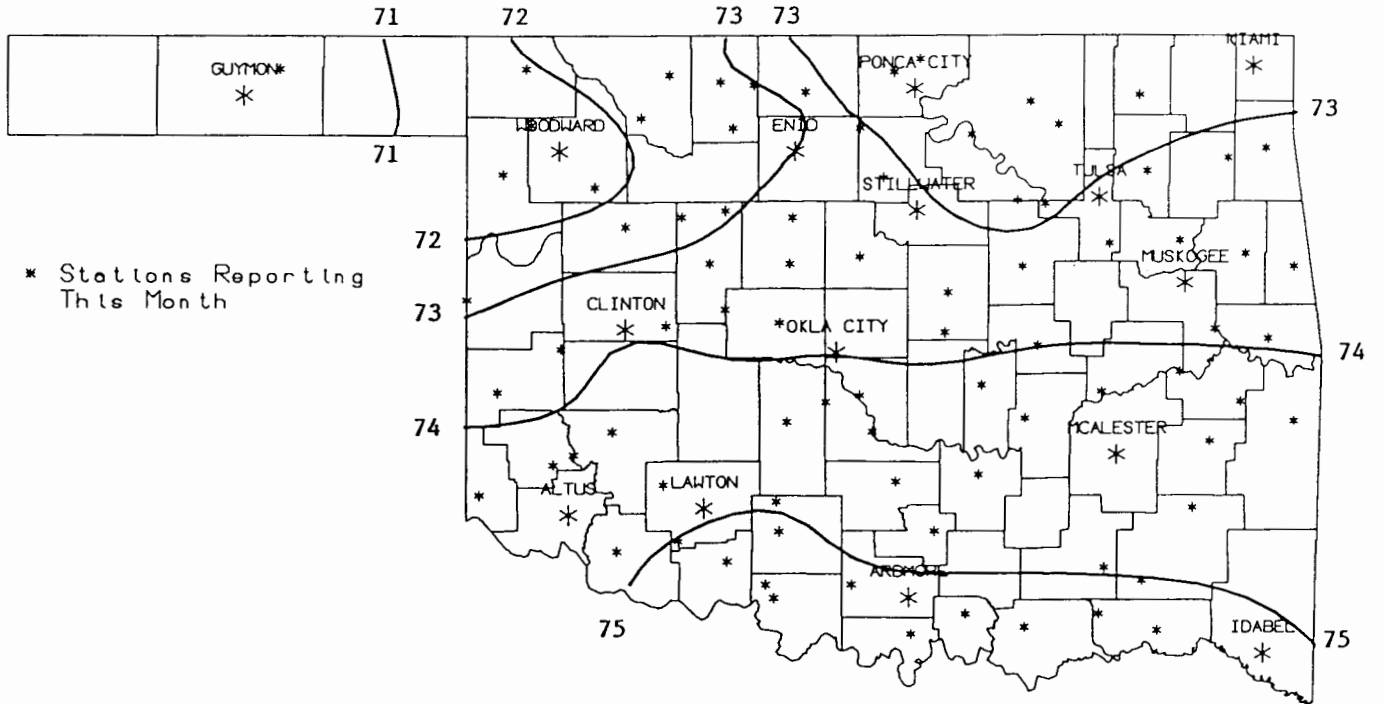 71
72
73
73
NIAMI
GUYMON
PONCA CITY
73
WOODWARD
ENID
71
TULSA
STILLWATER
72
MUSKOGEE
* Stations Reporting
This Month
CLINTON
73
OKLA CITY
74
74
MCALESTER
ALTUS
LAWTON
ARDMORE
75
IDABEL
75